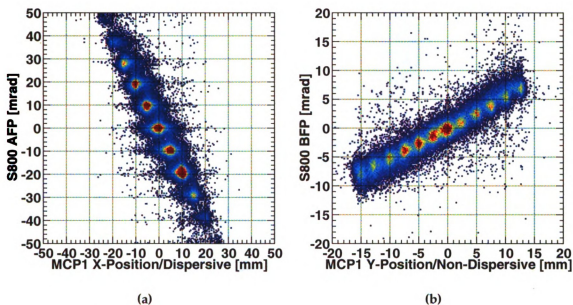 S800 AFP [mrad]
50
40
30
20
10
0
-10
-20
-30
-40
-50
-50 -40 -30 -20 -10 0 10 20 30 40 50
MCP1 X-Position/Dispersive [mm]
(a)
S800 BFP [mrad]
20
15
10
5
0
-5
-10
-15
-20
-20 -15 -10 -5 0 5 10 15 20
MCP1 Y-Position/Non-Dispersive [mm]
(b)